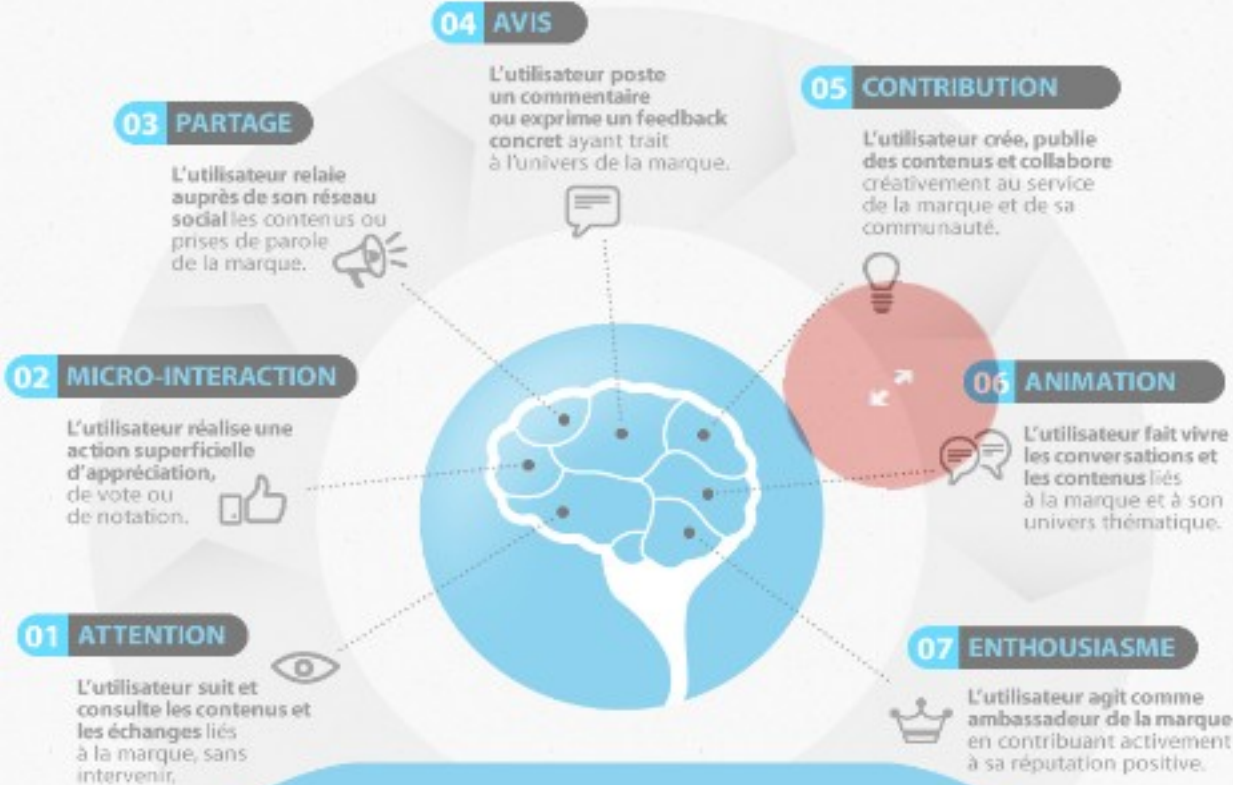 04 AVIS
L'utilisateur poste
un commentaire
ou exprime un feedback
concret ayant trait
à l'univers de la marque.
05 CONTRIBUTION
L'utilisateur crée, publie
des contenus et collabore
créativement au service
de la marque et de sa
communauté.
03 PARTAGE
L'utilisateur relaie
auprès de son réseau
social les contenus ou
prises de parole
de la marque.
02 MICRO-INTERACTION
L'utilisateur réalise une
action superficielle
d'appréciation,
de vote ou
de notation.
06 ANIMATION
L'utilisateur fait vivre
les conversations et
les contenus liés
à la marque et à son
univers thématique.
01 ATTENTION
L'utilisateur suit et
consulte les contenus et
les échanges liés
à la marque, sans
intervenir.
07 ENTHOUSIASME
L'utilisateur agit comme
ambassadeur de la marque
en contribuant activement
à sa réputation positive.